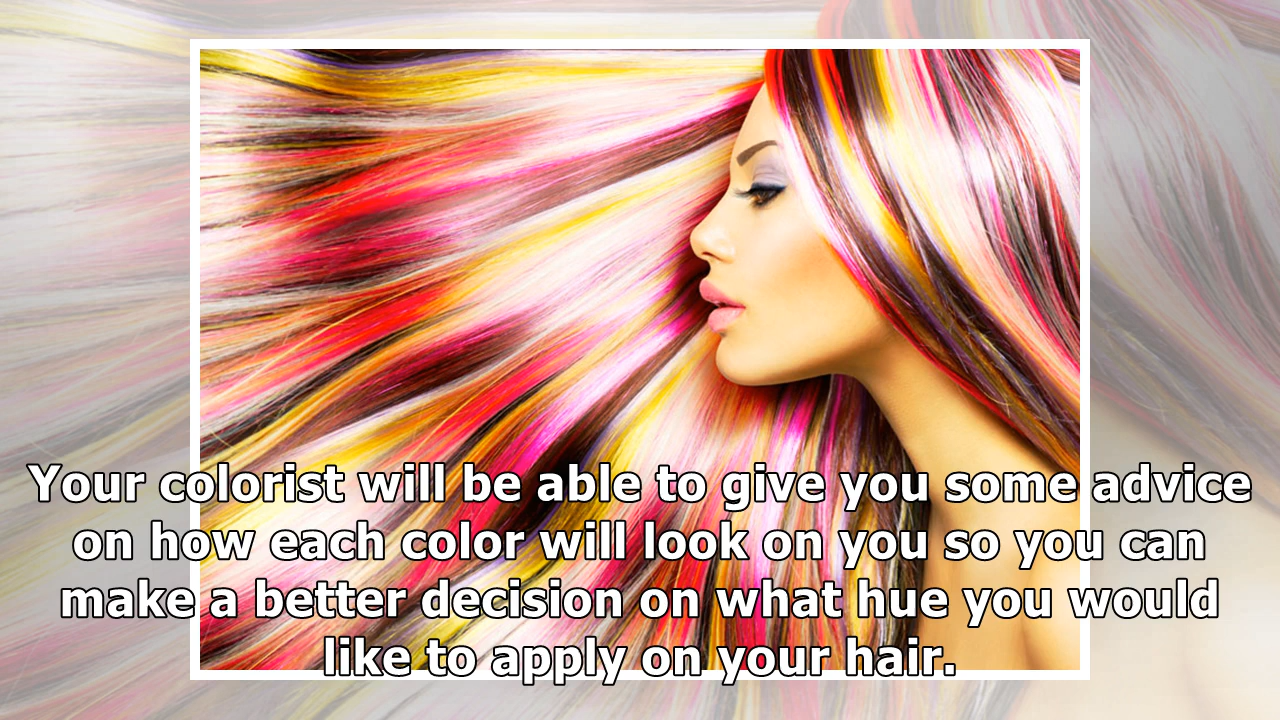 Your colorist will be able to give you some advice
on how each color will look on you so you can
make a better decision on what hue you would
like to apply on your hair.